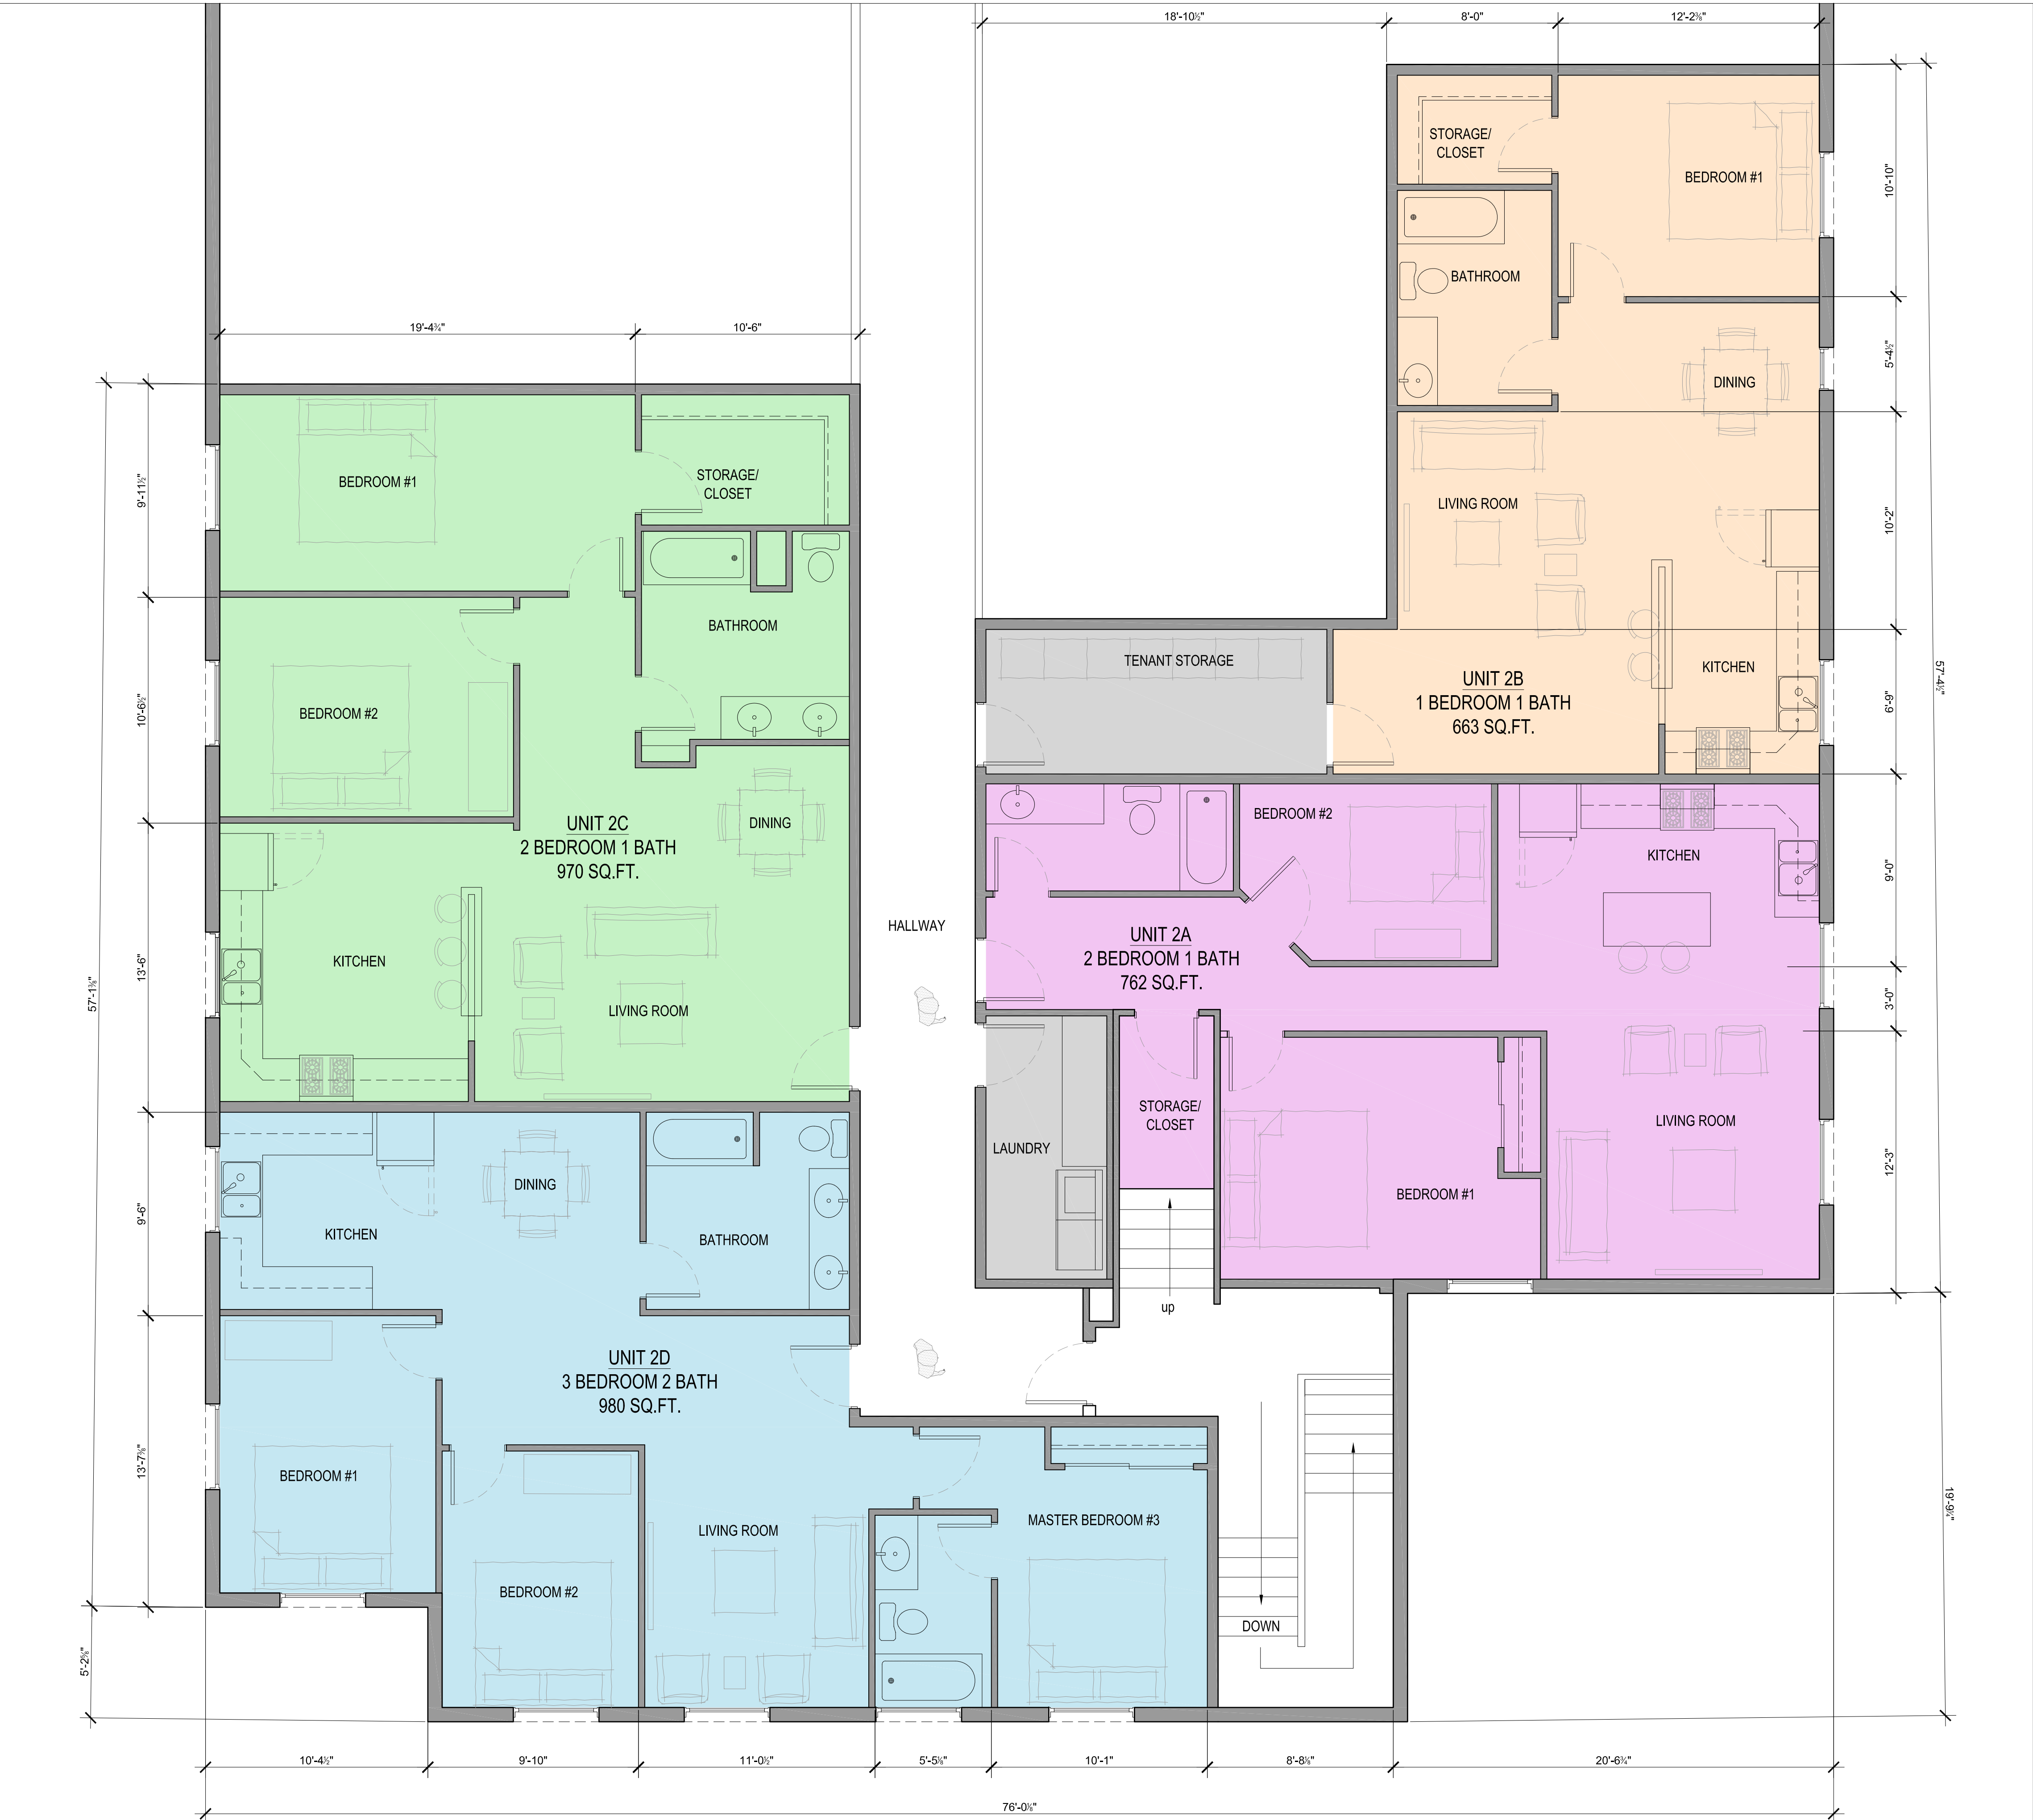 18'-10½"
8'-0"
12'-2⅜"
STORAGE/
CLOSET
BEDROOM #1
10'-10"
BATHROOM
19'-4¾"
10'-6"
5'-4½"
DINING
BEDROOM #1
STORAGE/
CLOSET
9'-11½"
LIVING ROOM
10'-2"
BATHROOM
TENANT STORAGE
KITCHEN
57'-4½"
UNIT 2B
1 BEDROOM 1 BATH
663 SQ.FT.
6'-9"
BEDROOM #2
10'-6½"
UNIT 2C
2 BEDROOM 1 BATH
970 SQ.FT.
DINING
BEDROOM #2
KITCHEN
9'-0"
HALLWAY
UNIT 2A
2 BEDROOM 1 BATH
762 SQ.FT.
KITCHEN
13'-6"
57'-1⅜"
LIVING ROOM
3'-0"
STORAGE/
CLOSET
LIVING ROOM
LAUNDRY
12'-3"
BEDROOM #1
DINING
9'-6"
KITCHEN
BATHROOM
up
UNIT 2D
3 BEDROOM 2 BATH
980 SQ.FT.
13'-7⅞"
BEDROOM #1
19'-9¼"
LIVING ROOM
MASTER BEDROOM #3
BEDROOM #2
DOWN
5'-2⅝"
10'-4½"
9'-10"
11'-0½"
5'-5⅛"
10'-1"
8'-8⅛"
20'-6¾"
76'-0⅛"